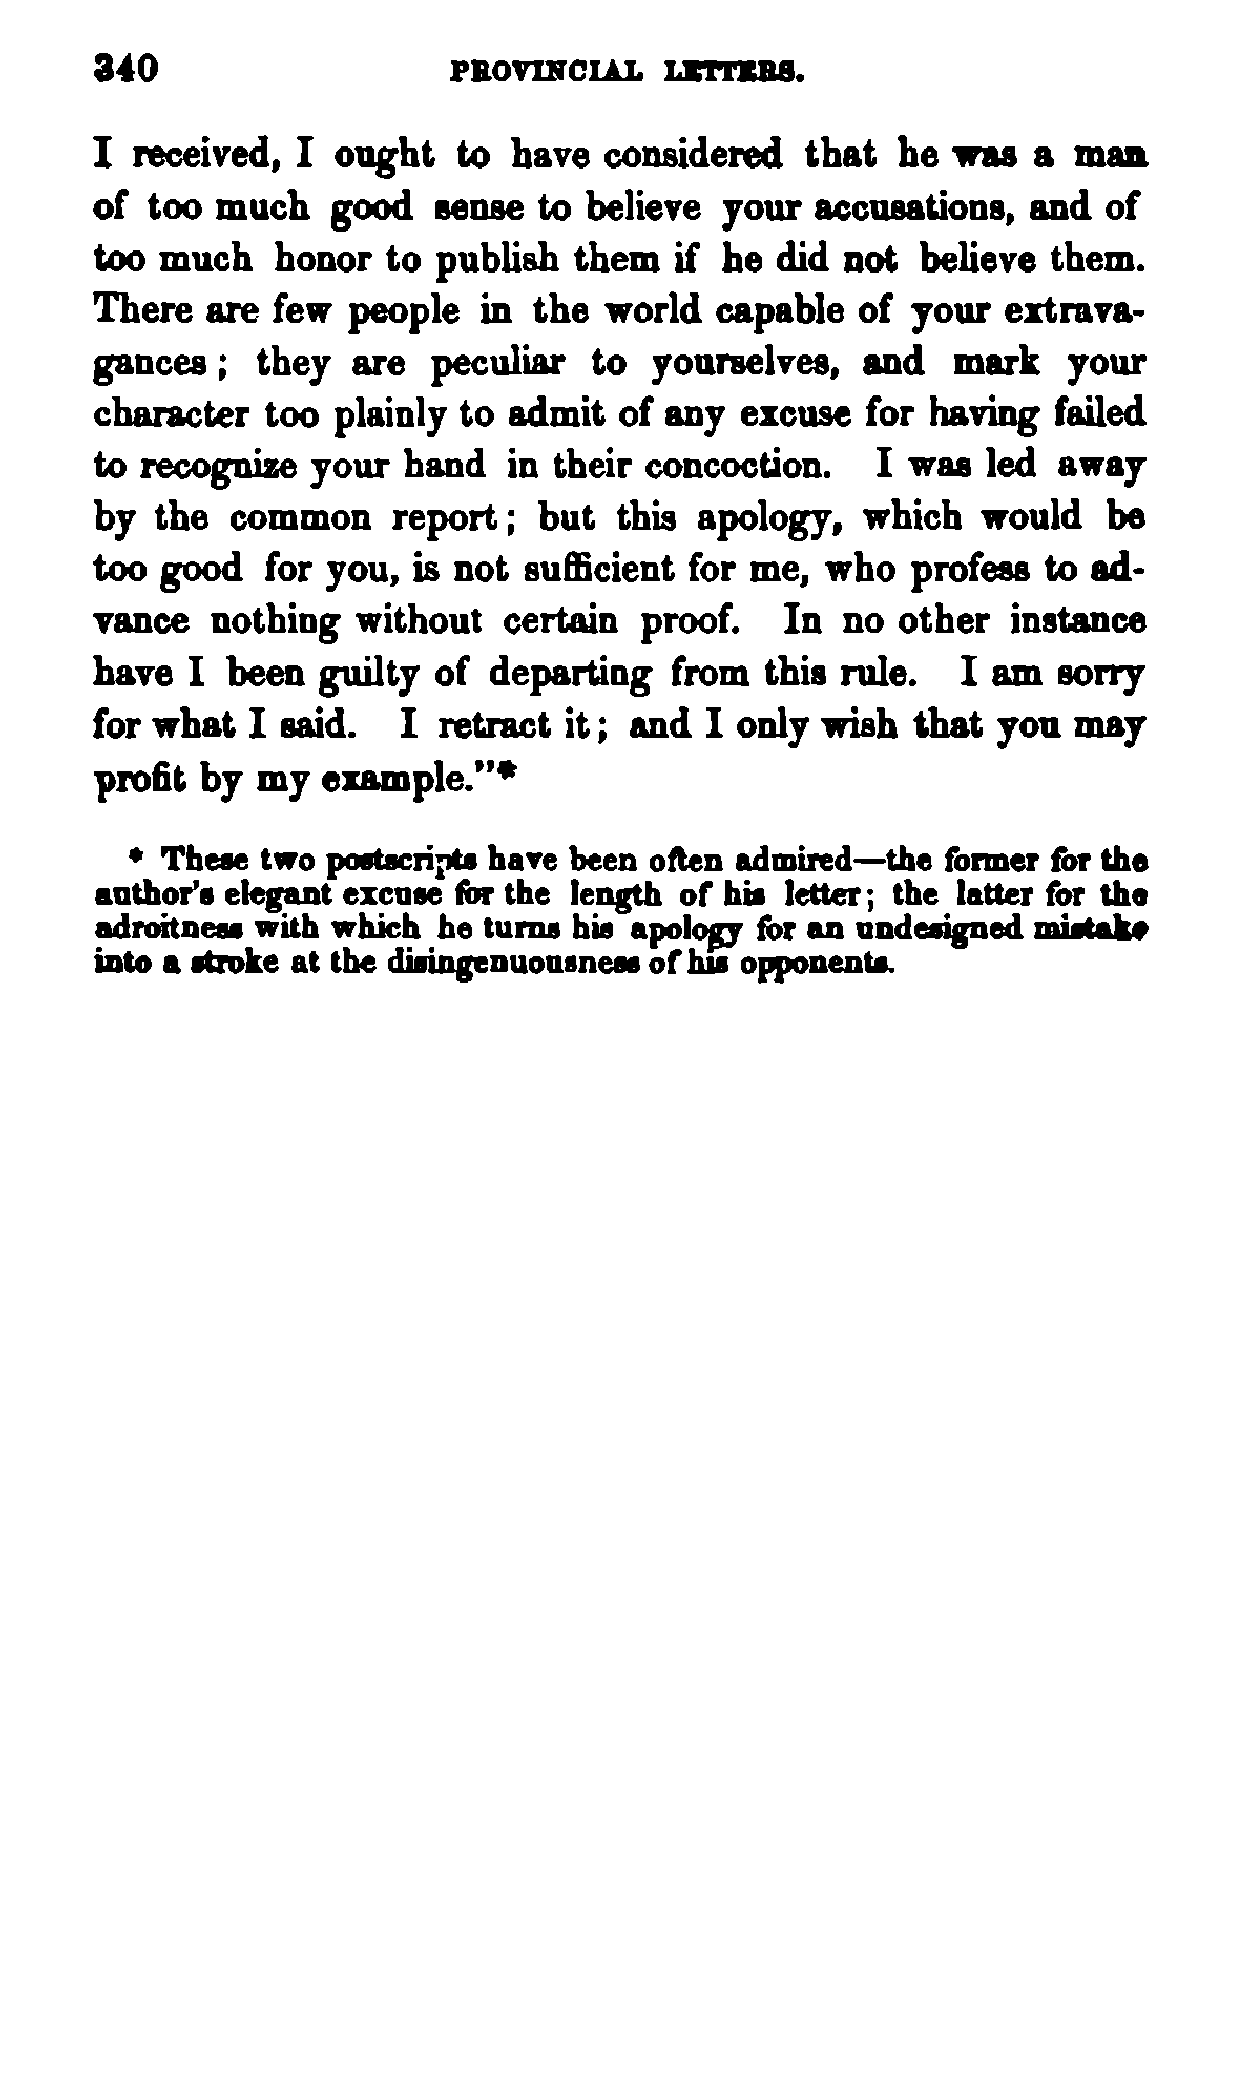 340 PROVINCIAL LETTERS.
I received, I ought to have considered that he was a man
of too much good sense to believe your accusations, and of
too much honor to publish them if he did not believe them.
There are few people in the world capable of your extrava-
gances ; they are peculiar to yourselves, and mark your
character too plainly to admit of any excuse for having failed
to recognize your hand in their concoction. I was led away
by the common report ; but this apology, which would be
too good for you, is not sufficient for me, who profess to ad-
vance nothing without certain proof. In no other instance
have I been guilty of departing from this rule. I am sorry
for what I said. I retract it ; and I only wish that you may
profit by my example."*
* These two postscripts have been often admired—the former for the
author's elegant excuse for the length of his letter ; the latter for the
adroitness with which he turns his apology for an undesigned mistake
into a stroke at the disingenuousness of his opponents.